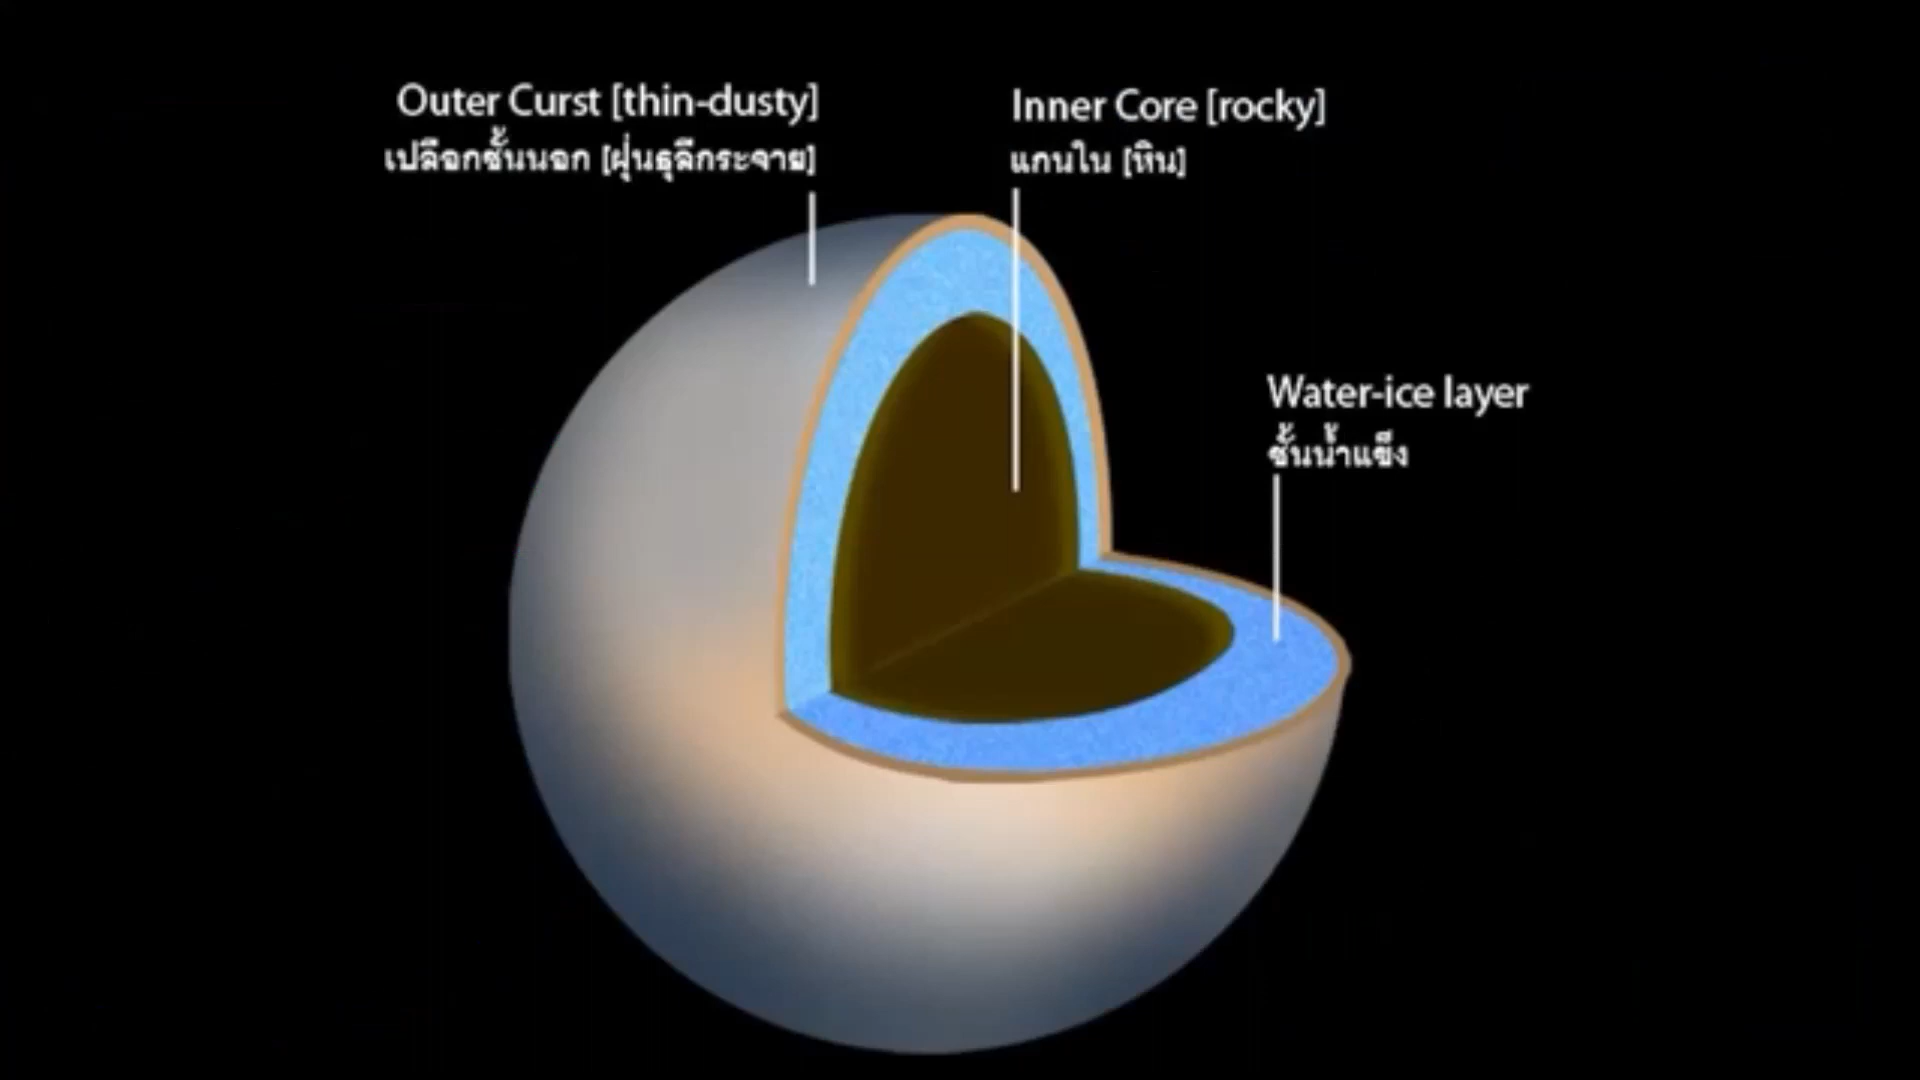 Outer Curst [thin-dusty]
เปลือกชั้นนอก [ฝุ่นธุลีกระจาย]
Inner Core [rocky]
แกนใน [หิน]
Water-ice layer
ชั้นน้ำแข็ง